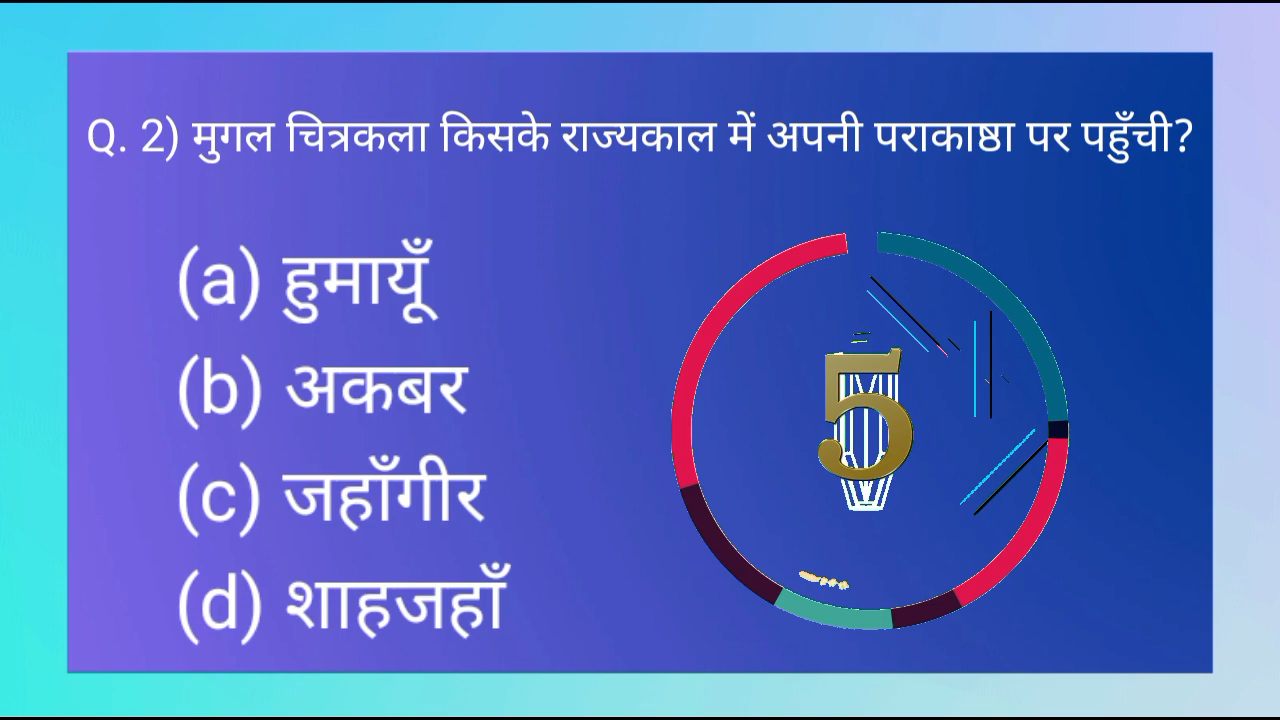 Q. 2) मुगल चित्रकला किसके राज्यकाल में अपनी पराकाष्ठा पर पहुँची?
(a) हुमायूँ
(b) अकबर
(c) जहाँगीर
(d) शाहजहाँ
5